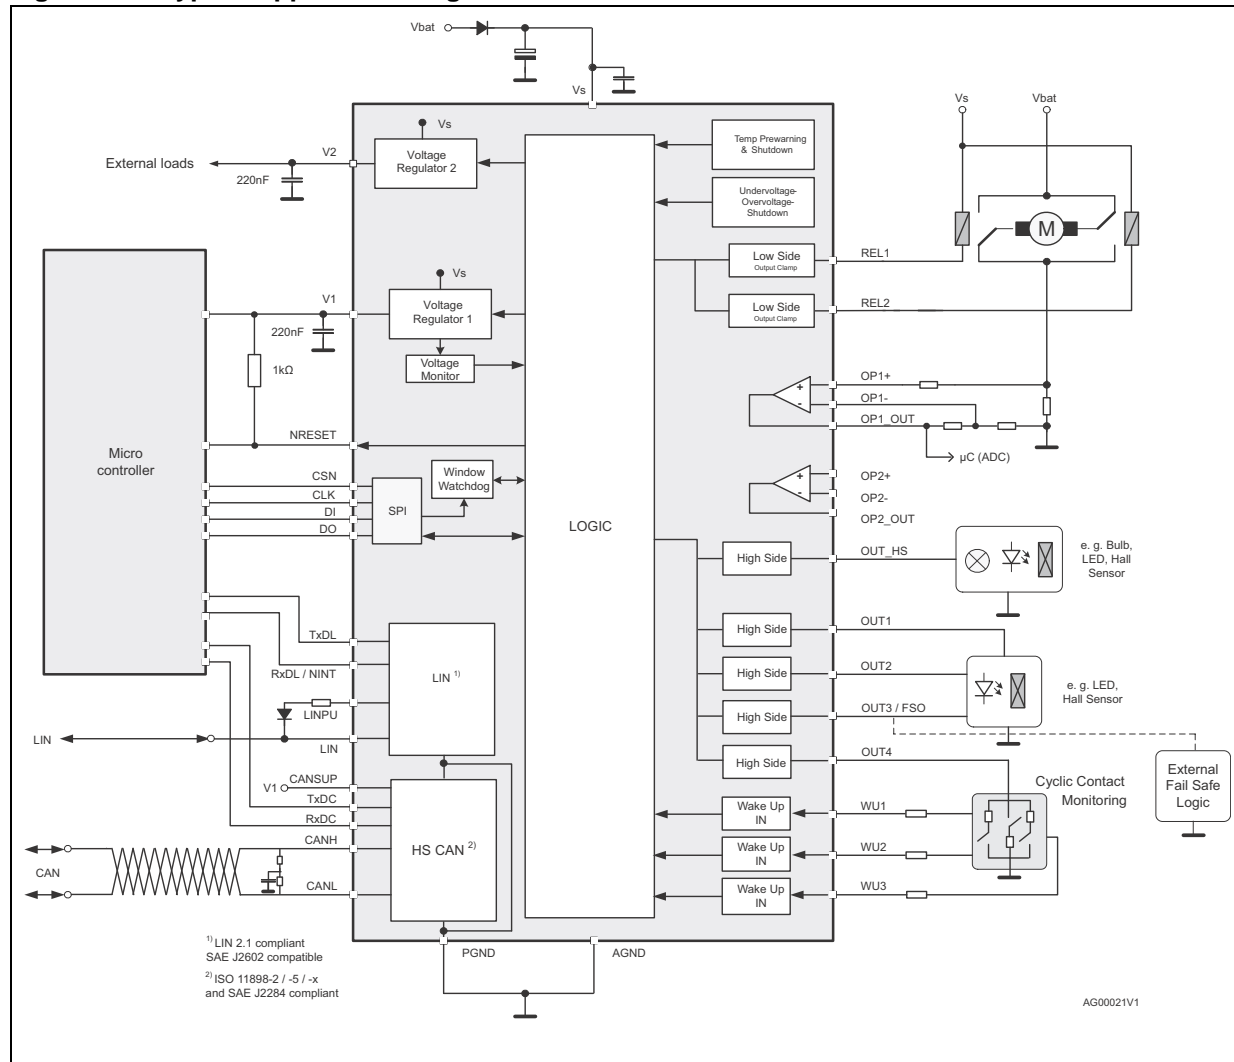 Vbat
Vs
Vs
Vbat
External loads
V2
220nF
Vs
Voltage
Regulator 2
Temp Prewarning
& Shutdown
Undervoltage-
Overvoltage-
Shutdown
M
Low Side
Output Clamp
REL1
Low Side
Output Clamp
REL2
V1
220nF
1kΩ
Vs
Voltage
Regulator 1
Voltage
Monitor
Micro
controller
NRESET
CSN
CLK
DI
DO
SPI
Window
Watchdog
LOGIC
+
-
OP1+
OP1-
OP1_OUT
µC (ADC)
+
-
OP2+
OP2-
OP2_OUT
High Side
OUT_HS
e. g. Bulb,
LED, Hall
Sensor
High Side
OUT1
High Side
OUT2
High Side
OUT3 / FSO
High Side
OUT4
e. g. LED,
Hall Sensor
TxDL
RxDL / NINT
LINPU
LIN
LIN
LIN 1)
V1
CANSUP
TxDC
RxDC
CANH
CANL
CAN
HS CAN 2)
Wake Up
IN
WU1
Wake Up
IN
WU2
Wake Up
IN
WU3
Cyclic Contact
Monitoring
External
Fail Safe
Logic
PGND
AGND
1) LIN 2.1 compliant
SAE J2602 compatible
2) ISO 11898-2 / -5 / -x
and SAE J2284 compliant
AG00021V1